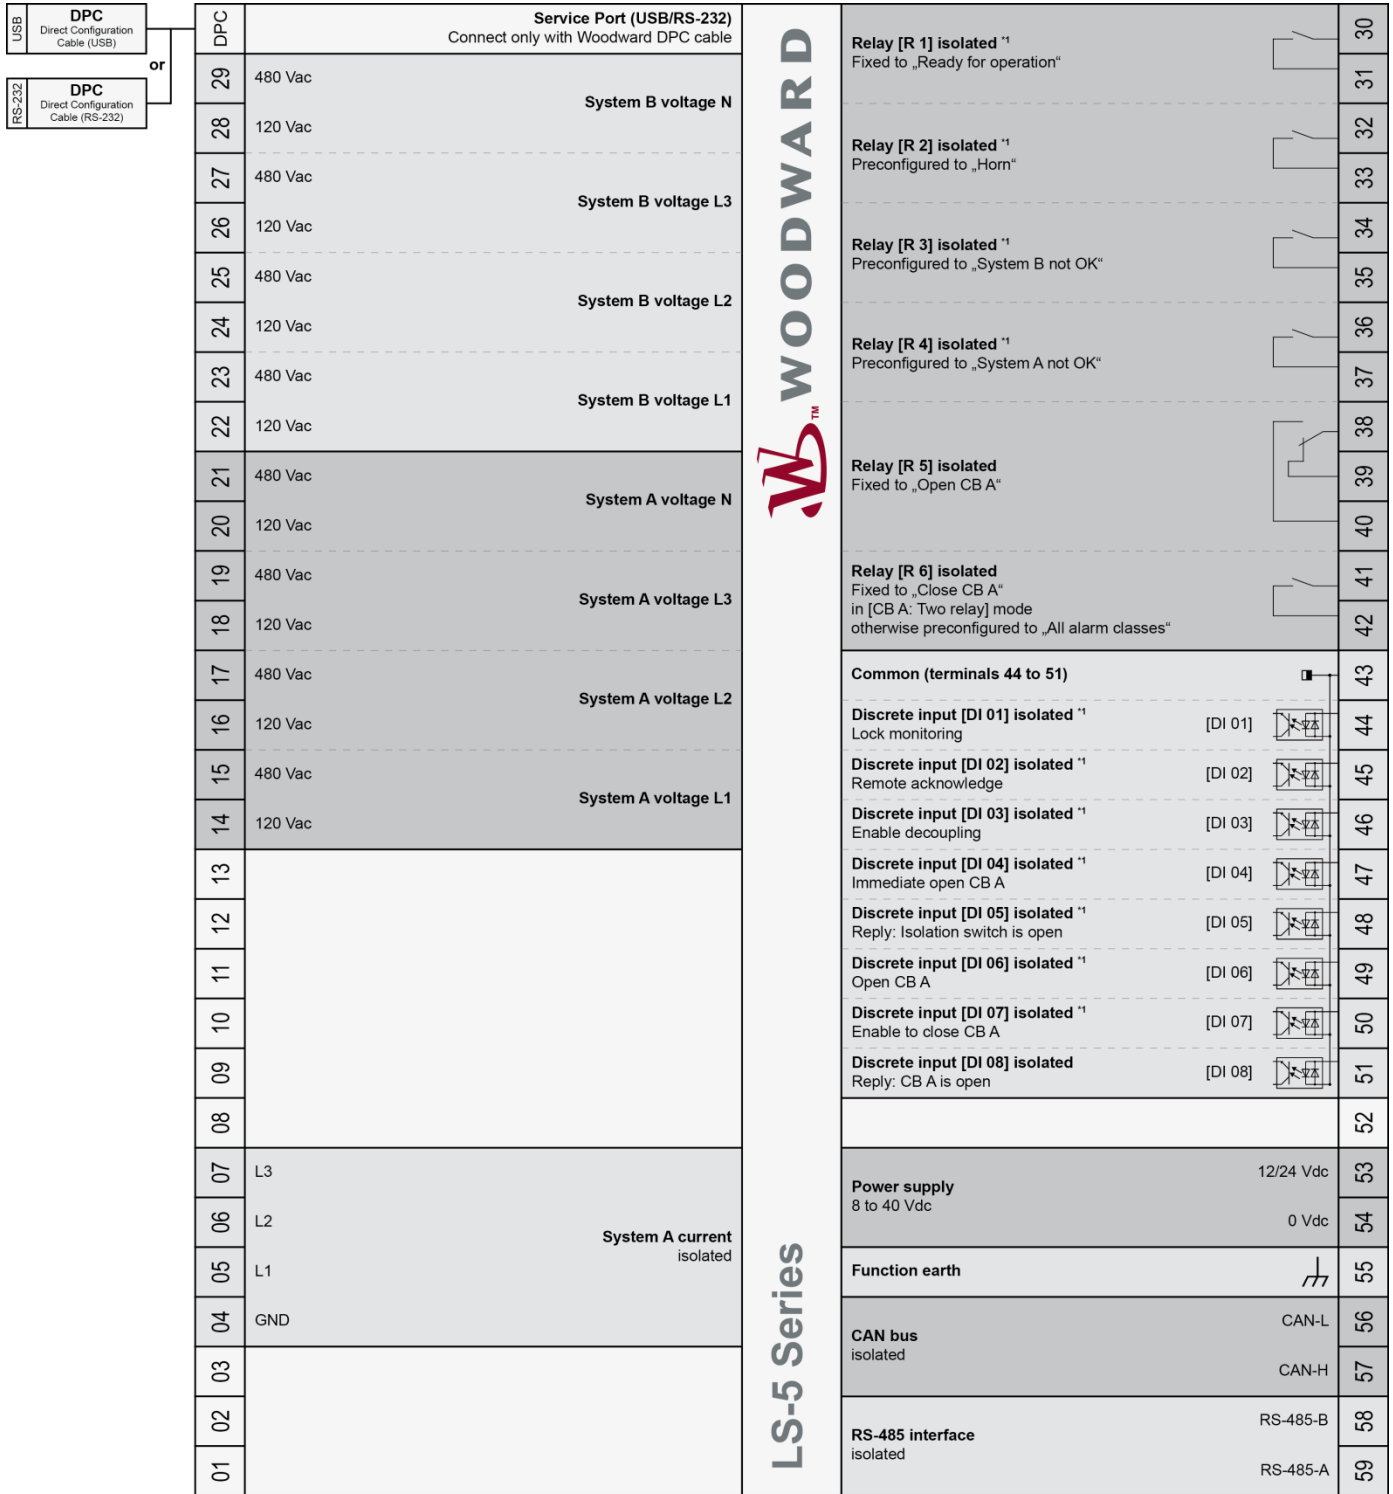 USB
DPC
Direct Configuration
Cable (USB)
or
RS-232
DPC
Direct Configuration
Cable (RS-232)
DPC
Service Port (USB/RS-232)
Connect only with Woodward DPC cable
29
480 Vac
System B voltage N
28
120 Vac
27
480 Vac
System B voltage L3
26
120 Vac
25
480 Vac
System B voltage L2
24
120 Vac
23
480 Vac
System B voltage L1
22
120 Vac
21
480 Vac
System A voltage N
20
120 Vac
19
480 Vac
System A voltage L3
18
120 Vac
17
480 Vac
System A voltage L2
16
120 Vac
15
480 Vac
System A voltage L1
14
120 Vac
13
12
11
10
09
08
07
L3
06
L2
System A current
isolated
05
L1
04
GND
03
02
01
WOODWARD
W™
LS-5 Series
Relay [R 1] isolated *1
Fixed to „Ready for operation“
30
31
Relay [R 2] isolated *1
Preconfigured to „Horn“
32
33
Relay [R 3] isolated *1
Preconfigured to „System B not OK“
34
35
Relay [R 4] isolated *1
Preconfigured to „System A not OK“
36
37
Relay [R 5] isolated
Fixed to „Open CB A“
38
39
40
Relay [R 6] isolated
Fixed to „Close CB A“
in [CB A: Two relay] mode
otherwise preconfigured to „All alarm classes“
41
42
Common (terminals 44 to 51)
43
Discrete input [DI 01] isolated *1
Lock monitoring
[DI 01]
44
Discrete input [DI 02] isolated *1
Remote acknowledge
[DI 02]
45
Discrete input [DI 03] isolated *1
Enable decoupling
[DI 03]
46
Discrete input [DI 04] isolated *1
Immediate open CB A
[DI 04]
47
Discrete input [DI 05] isolated *1
Reply: Isolation switch is open
[DI 05]
48
Discrete input [DI 06] isolated *1
Open CB A
[DI 06]
49
Discrete input [DI 07] isolated *1
Enable to close CB A
[DI 07]
50
Discrete input [DI 08] isolated
Reply: CB A is open
[DI 08]
51
52
Power supply
8 to 40 Vdc
12/24 Vdc
53
0 Vdc
54
Function earth
55
CAN bus
isolated
CAN-L
56
CAN-H
57
RS-485 interface
isolated
RS-485-B
58
RS-485-A
59